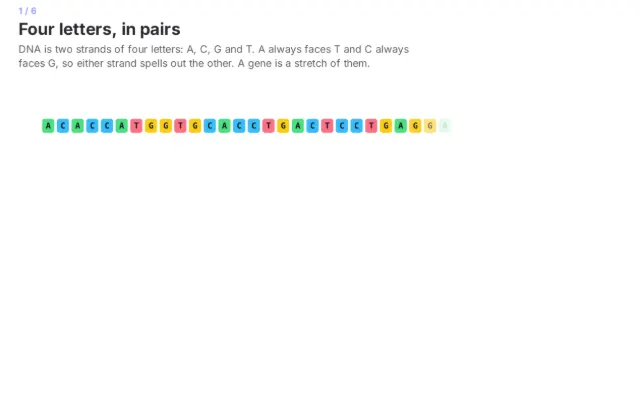 1 / 6
Four letters, in pairs
DNA is two strands of four letters: A, C, G and T. A always faces T and C always
faces G, so either strand spells out the other. A gene is a stretch of them.
A C A C C A T G G T G C A C C T G A C T C C T G A G G A